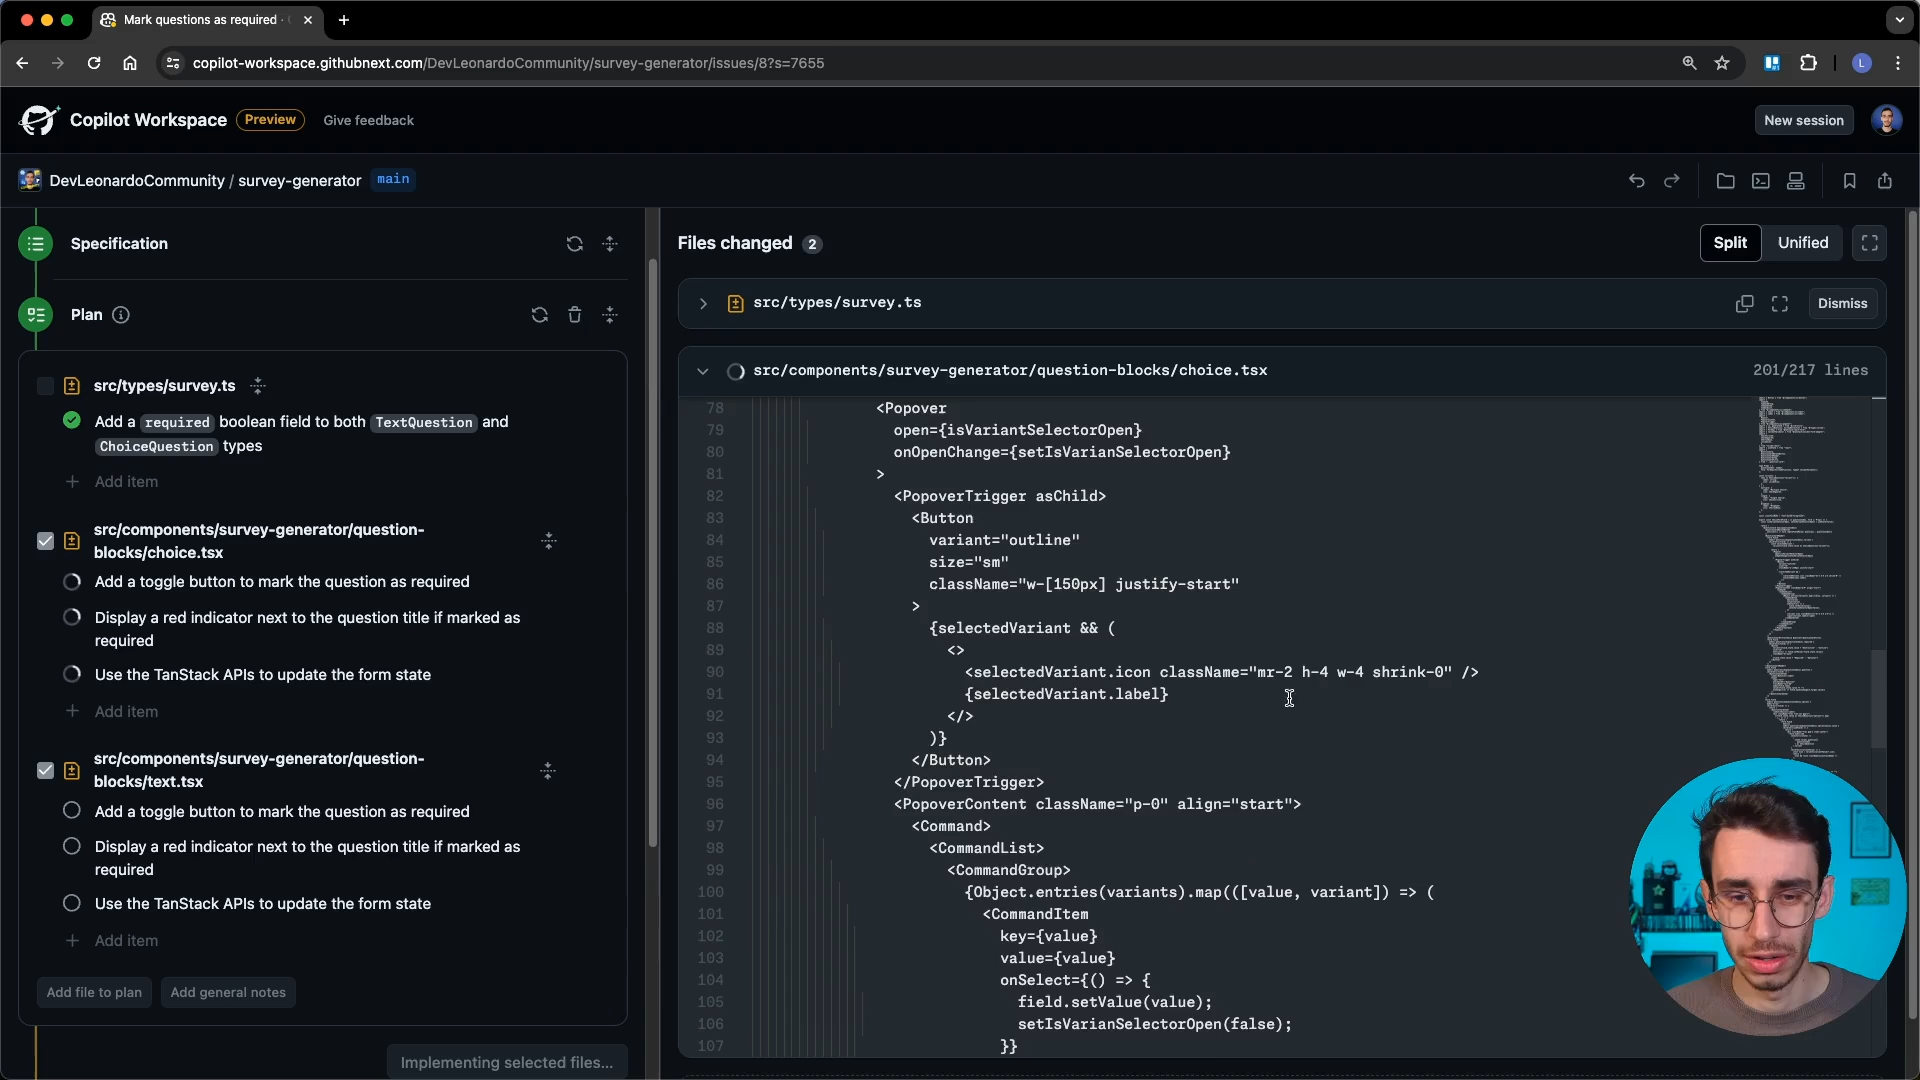 Mark questions as required ·
copilot-workspace.githubnext.com/DevLeonardoCommunity/survey-generator/issues/8?s=7655
L
Copilot Workspace
Preview
Give feedback
New session
DevLeonardoCommunity / survey-generator
main
Specification
Plan
src/types/survey.ts
Add a required boolean field to both TextQuestion and
ChoiceQuestion types
Add item
src/components/survey-generator/question-
blocks/choice.tsx
Add a toggle button to mark the question as required
Display a red indicator next to the question title if marked as
required
Use the TanStack APIs to update the form state
Add item
src/components/survey-generator/question-
blocks/text.tsx
Add a toggle button to mark the question as required
Display a red indicator next to the question title if marked as
required
Use the TanStack APIs to update the form state
Add item
Add file to plan
Add general notes
Implementing selected files...
Files changed 2
Split
Unified
src/types/survey.ts
Dismiss
src/components/survey-generator/question-blocks/choice.tsx
201/217 lines
78 <Popover
79 open={isVariantSelectorOpen}
80 onOpenChange={setIsVarianSelectorOpen}
81 >
82 <PopoverTrigger asChild>
83 <Button
84 variant="outline"
85 size="sm"
86 className="w-[150px] justify-start"
87 >
88 {selectedVariant && (
89 <>
90 <selectedVariant.icon className="mr-2 h-4 w-4 shrink-0" />
91 {selectedVariant.label}
92 </>
93 )}
94 </Button>
95 </PopoverTrigger>
96 <PopoverContent className="p-0" align="start">
97 <Command>
98 <CommandList>
99 <CommandGroup>
100 {Object.entries(variants).map(([value, variant]) => (
101 <CommandItem
102 key={value}
103 value={value}
104 onSelect={() => {
105 field.setValue(value);
106 setIsVarianSelectorOpen(false);
107 }}